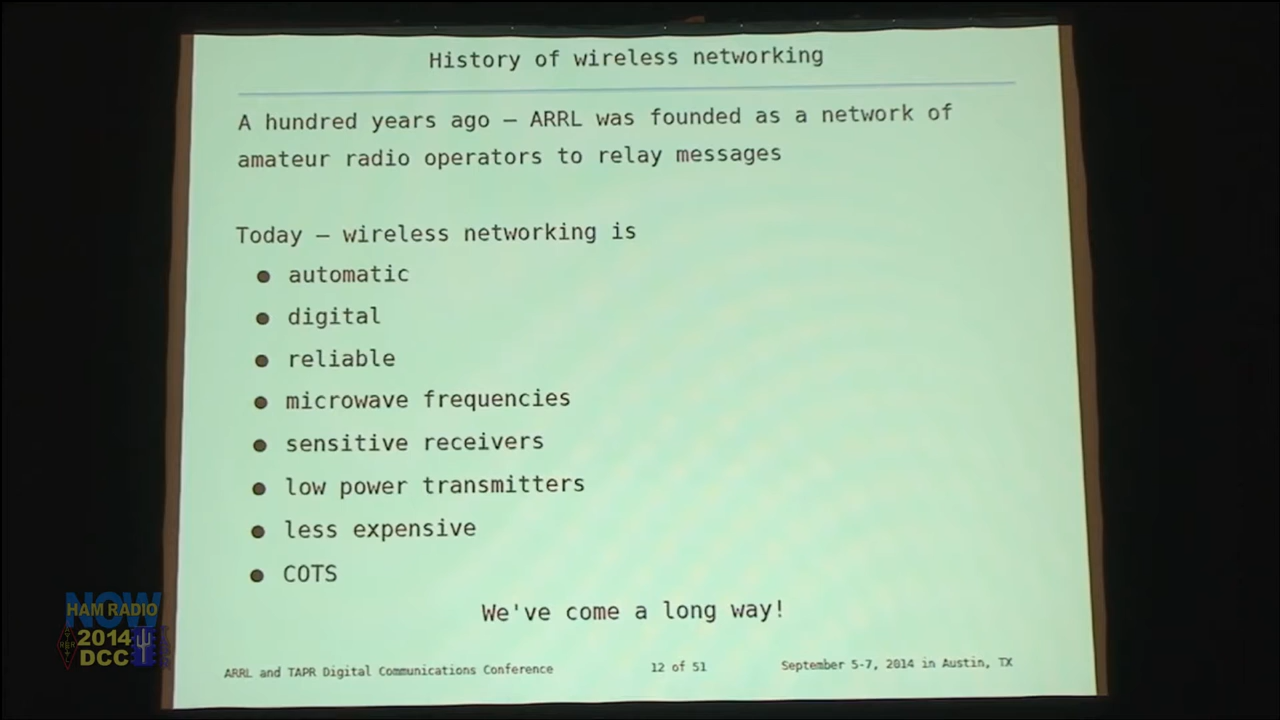 History of wireless networking
A hundred years ago – ARRL was founded as a network of
amateur radio operators to relay messages
Today – wireless networking is
● automatic
● digital
● reliable
● microwave frequencies
● sensitive receivers
● low power transmitters
● less expensive
● COTS
We've come a long way!
ARRL and TAPR Digital Communications Conference 12 of 51 September 5-7, 2014 in Austin, TX
NOW
HAM RADIO
2014
DCC